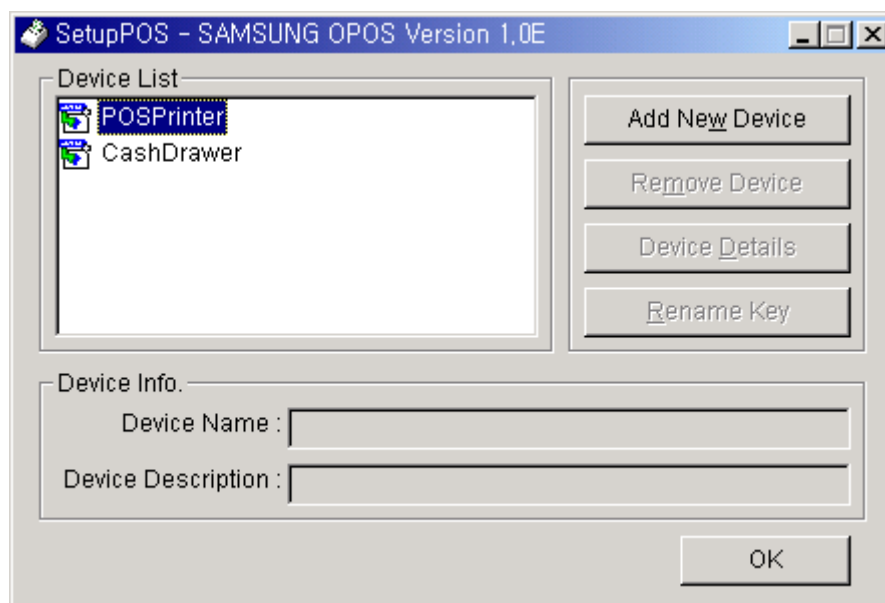 SetupPOS - SAMSUNG OPOS Version 1,0E
Device List
POSPrinter
CashDrawer
Add New Device
Remove Device
Device Details
Rename Key
Device Info.
Device Name :
Device Description :
OK